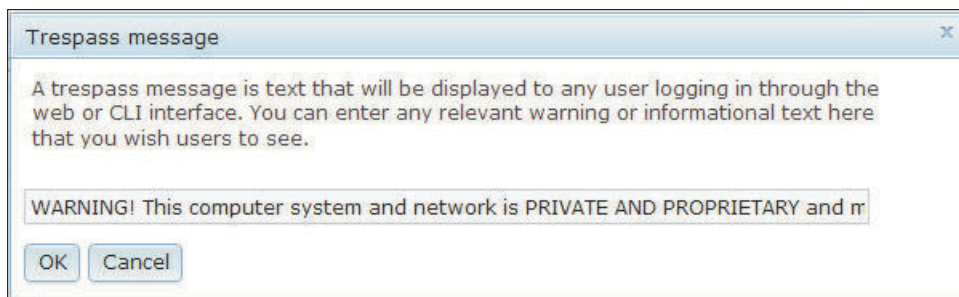 Trespass message
A trespass message is text that will be displayed to any user logging in through the
web or CLI interface. You can enter any relevant warning or informational text here
that you wish users to see.
WARNING! This computer system and network is PRIVATE AND PROPRIETARY and m
OK Cancel